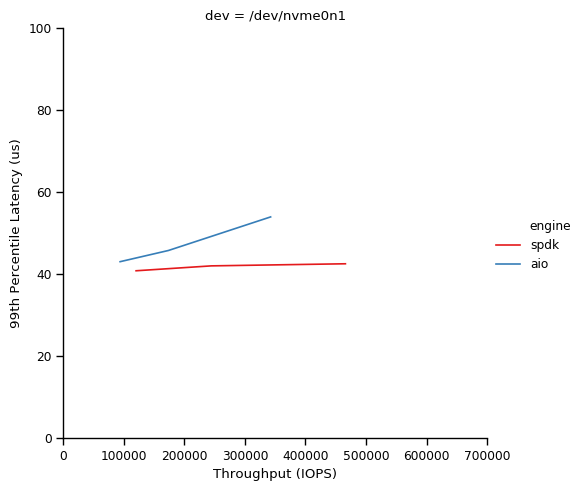 dev = /dev/nvme0n1
99th Percentile Latency (us)
100
80
60
40
20
0
0 100000 200000 300000 400000 500000 600000 700000
Throughput (IOPS)
engine
spdk
aio